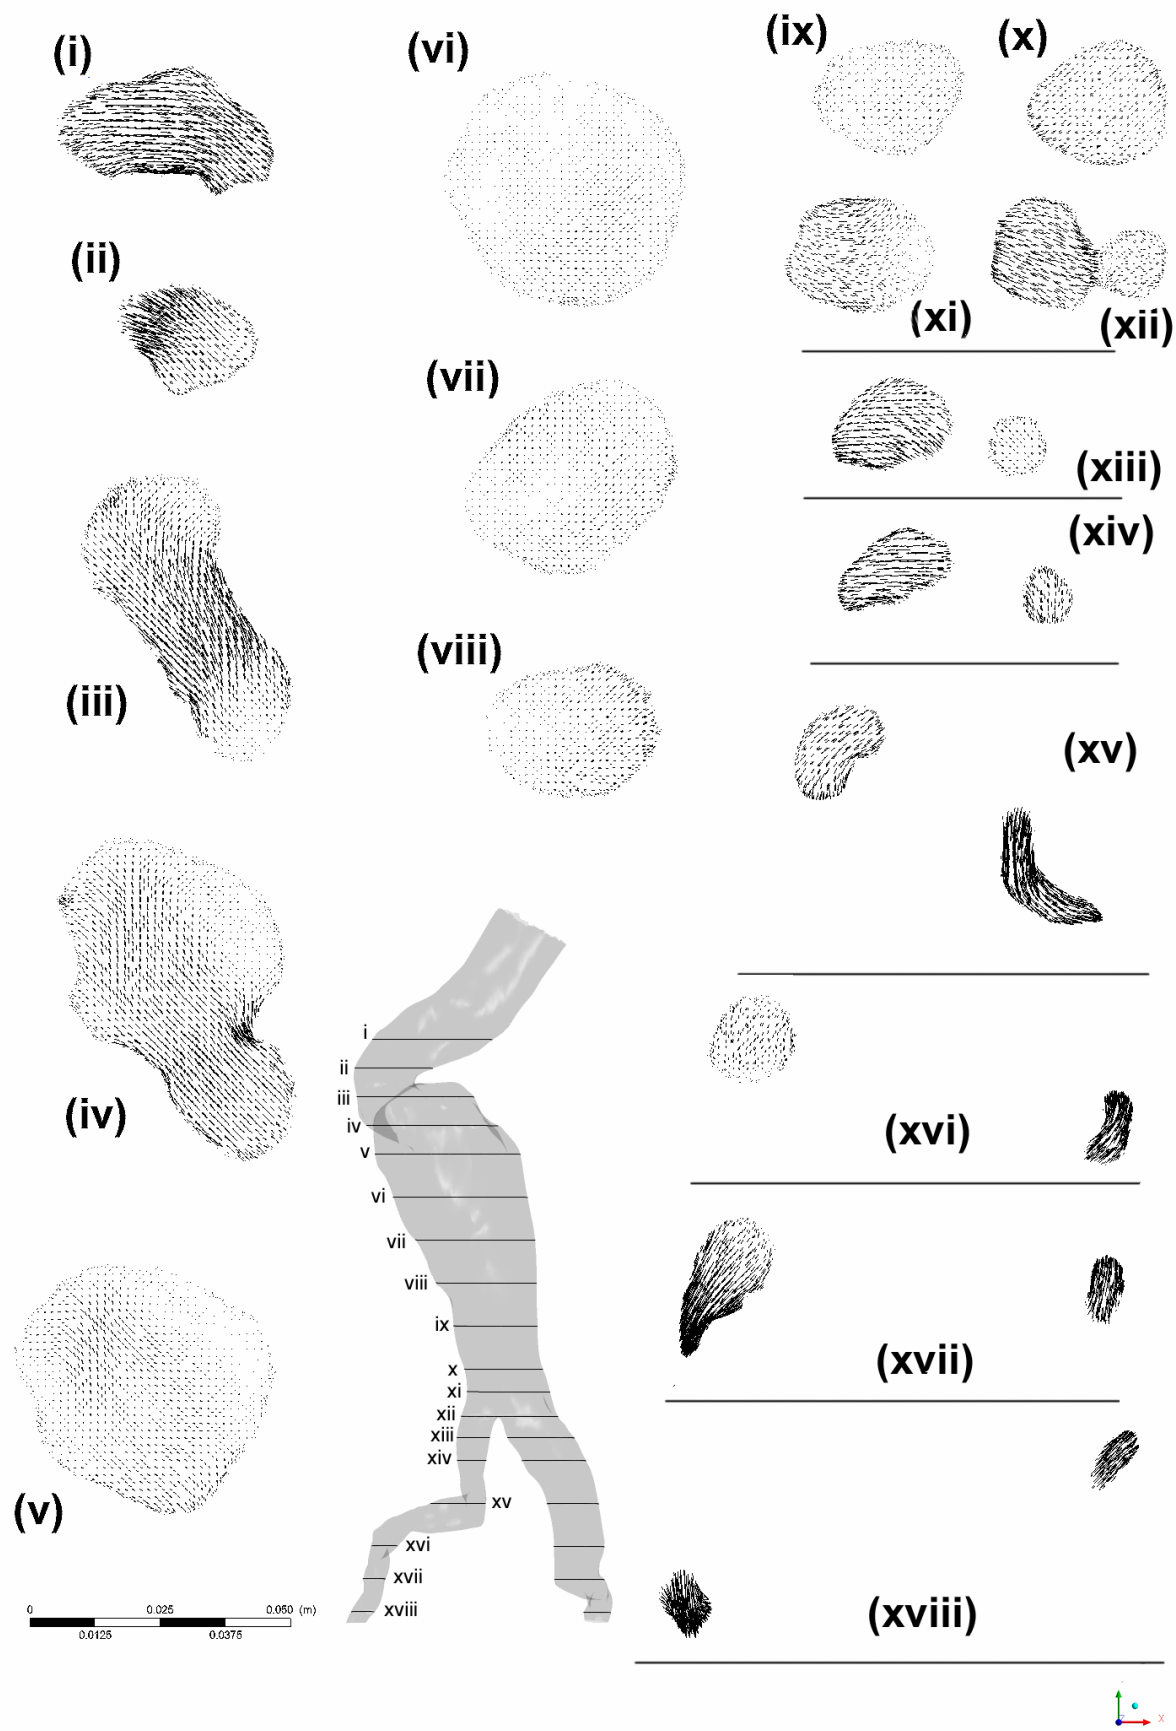 (i)
(ii)
(iii)
(iv)
(v)
(vi)
(vii)
(viii)
(ix)
(x)
(xi)
(xii)
(xiii)
(xiv)
(xv)
(xvi)
(xvii)
(xviii)
i
ii
iii
iv
v
vi
vii
viii
ix
x
xi
xii
xiii
xiv
xv
xvi
xvii
xviii
0 0.025 0.050 (m)
0.0125 0.0375
Z X